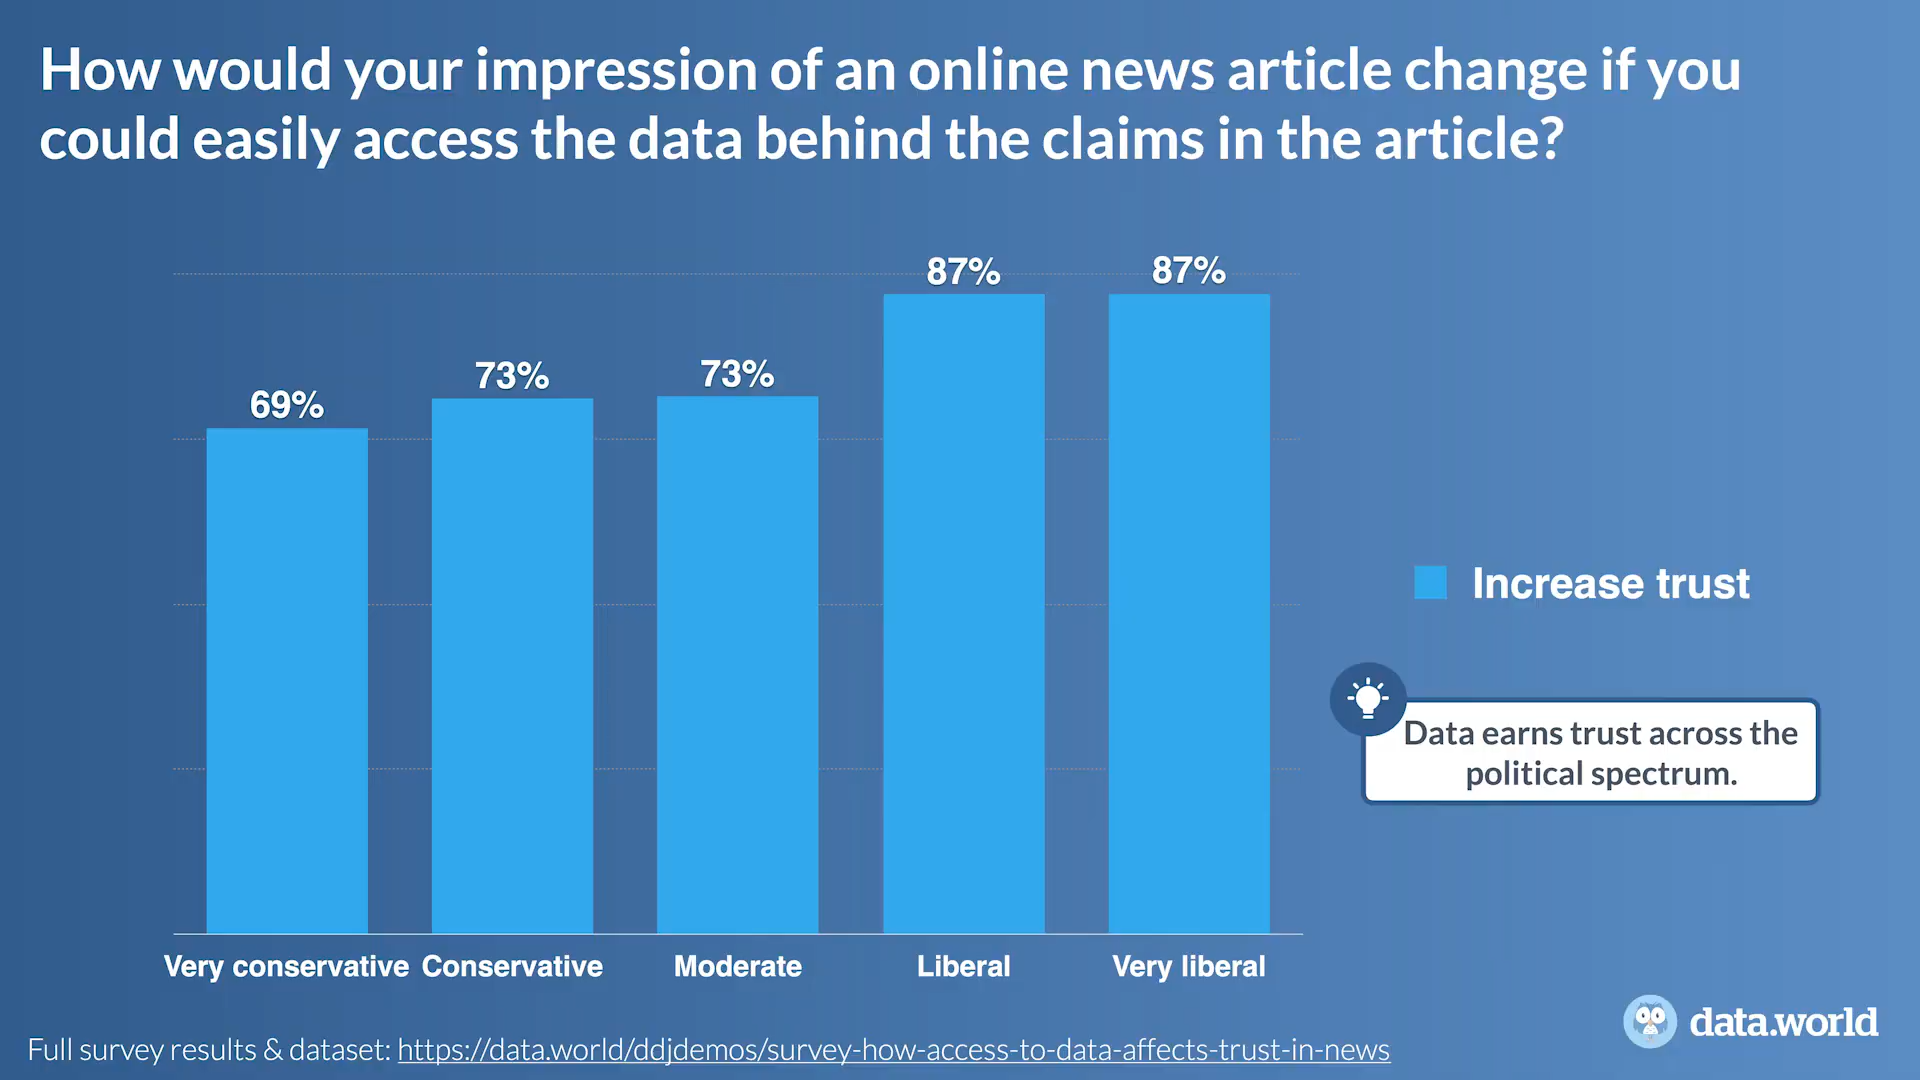 How would your impression of an online news article change if you
could easily access the data behind the claims in the article?
87%
87%
73%
73%
69%
Increase trust
Data earns trust across the
political spectrum.
Very conservative
Conservative
Moderate
Liberal
Very liberal
data.world
Full survey results & dataset: https://data.world/ddjdemos/survey-how-access-to-data-affects-trust-in-news